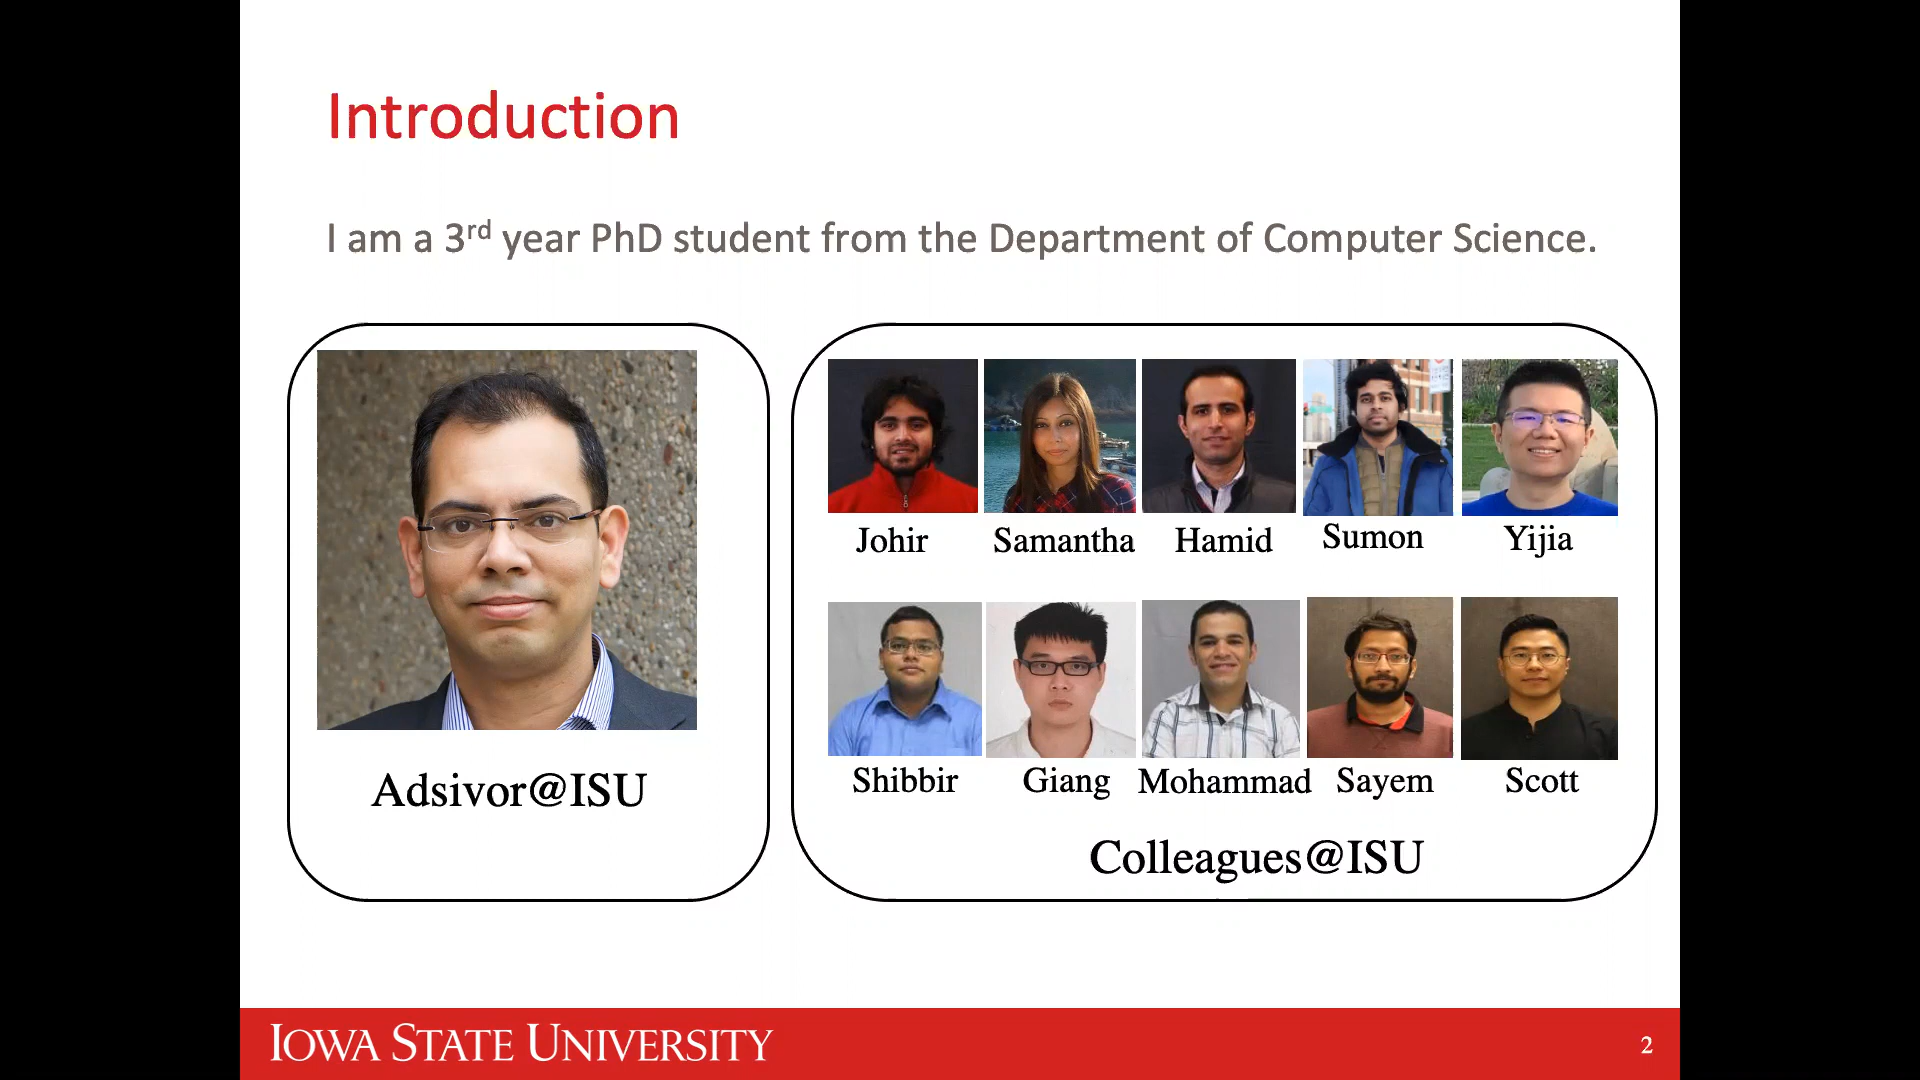 Introduction
I am a 3rd year PhD student from the Department of Computer Science.
Adsivor@ISU
Johir Samantha Hamid Sumon Yijia
Shibbir Giang Mohammad Sayem Scott
Colleagues@ISU
IOWA STATE UNIVERSITY
2